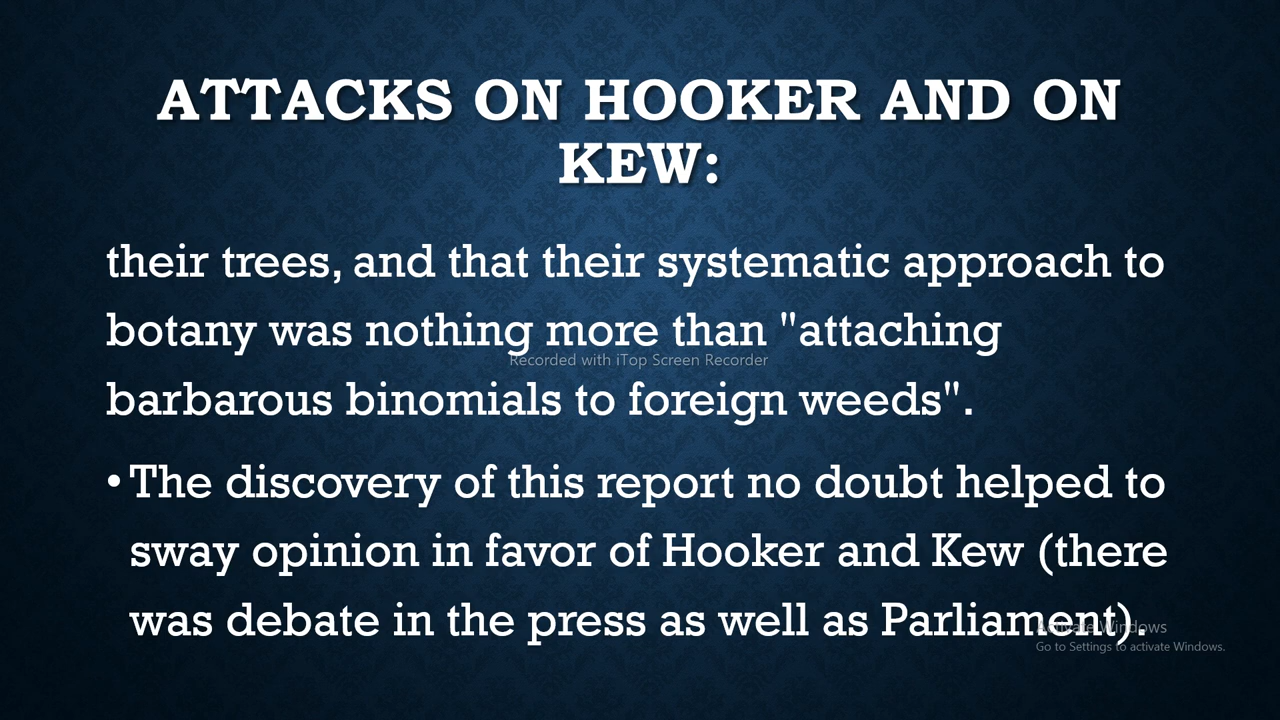 ATTACKS ON HOOKER AND ON
KEW:
their trees, and that their systematic approach to
botany was nothing more than "attaching
Recorded with iTop Screen Recorder
barbarous binomials to foreign weeds".
• The discovery of this report no doubt helped to
sway opinion in favor of Hooker and Kew (there
was debate in the press as well as Parliament).
Activate Windows
Go to Settings to activate Windows.